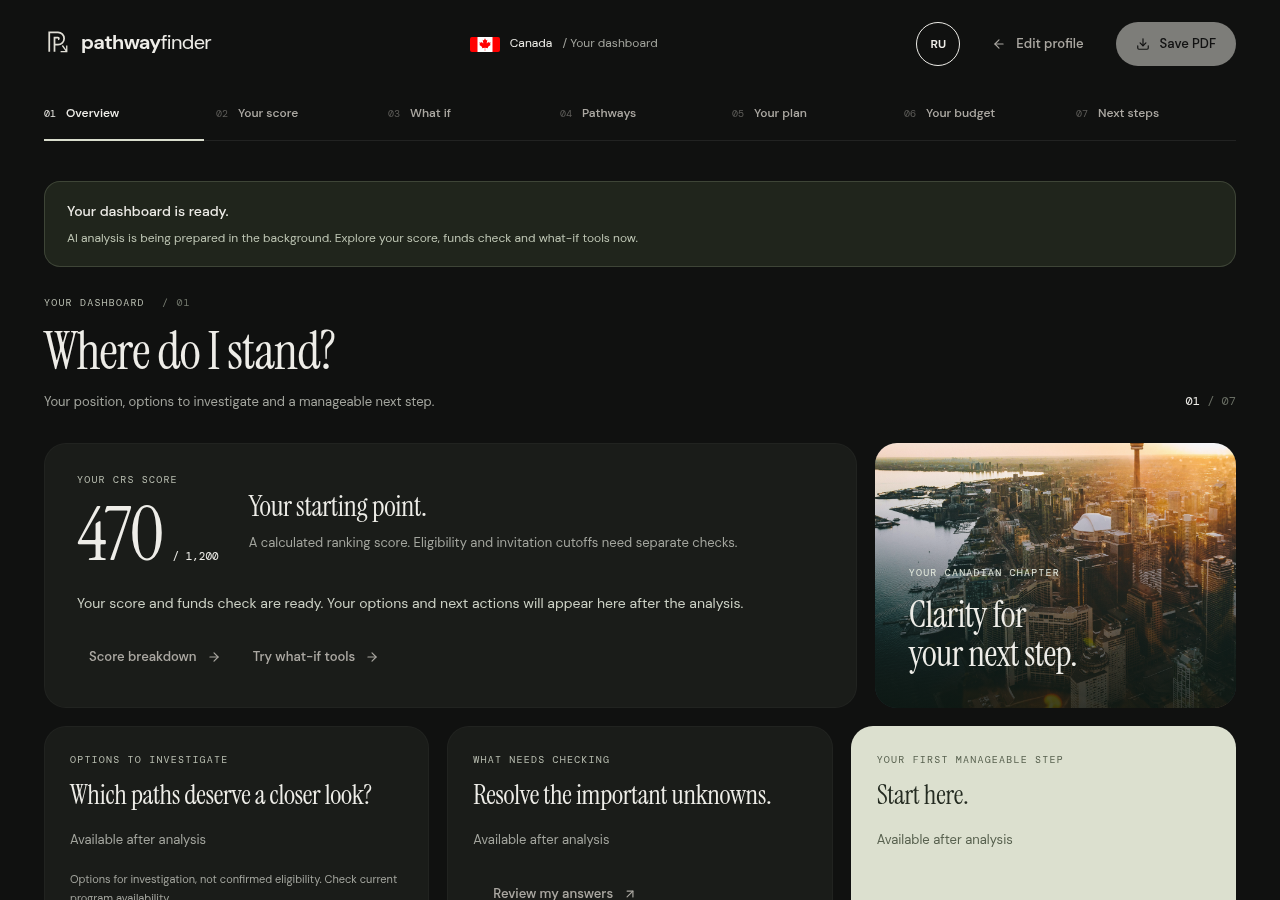 pathwayfinder
Canada / Your dashboard
RU
Edit profile
Save PDF
01 Overview
02 Your score
03 What if
04 Pathways
05 Your plan
06 Your budget
07 Next steps
Your dashboard is ready.
AI analysis is being prepared in the background. Explore your score, funds check and what-if tools now.
YOUR DASHBOARD / 01
Where do I stand?
Your position, options to investigate and a manageable next step.
01 / 07
YOUR CRS SCORE
470 / 1,200
Your starting point.
A calculated ranking score. Eligibility and invitation cutoffs need separate checks.
Your score and funds check are ready. Your options and next actions will appear here after the analysis.
Score breakdown
Try what-if tools
YOUR CANADIAN CHAPTER
Clarity for
your next step.
OPTIONS TO INVESTIGATE
Which paths deserve a closer look?
Available after analysis
Options for investigation, not confirmed eligibility. Check current
program availability.
WHAT NEEDS CHECKING
Resolve the important unknowns.
Available after analysis
Review my answers
YOUR FIRST MANAGEABLE STEP
Start here.
Available after analysis